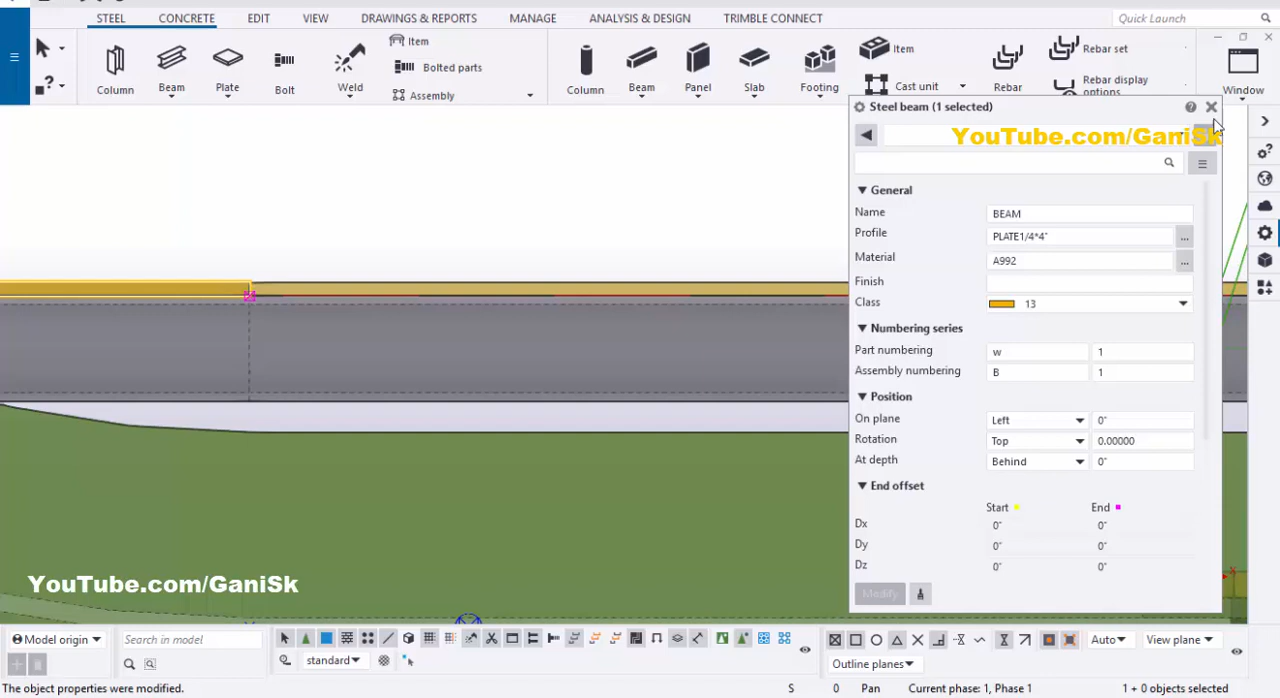 STEEL CONCRETE EDIT VIEW DRAWINGS & REPORTS MANAGE ANALYSIS & DESIGN TRIMBLE CONNECT Quick Launch
Item
Bolted parts
Assembly
Column Beam Plate Bolt Weld
Column Beam Panel Slab Footing
Item
Cast unit
Rebar
Rebar set
Rebar display
options
Window
Steel beam (1 selected)
YouTube.com/GaniSk
General
Name BEAM
Profile PLATE1/4*4"
Material A992
Finish
Class 13
Numbering series
Part numbering w 1
Assembly numbering B 1
Position
On plane Left 0"
Rotation Top 0.00000
At depth Behind 0"
End offset
Start End
Dx 0" 0"
Dy 0" 0"
Dz 0" 0"
Modify
YouTube.com/GaniSk
x
Model origin Search in model
standard
Auto View plane
Outline planes
The object properties were modified. S 0 Pan Current phase: 1, Phase 1 1 + 0 objects selected